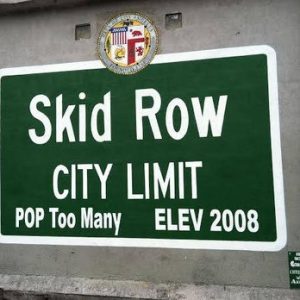 Skid Row
CITY LIMIT
POP Too Many ELEV 2008